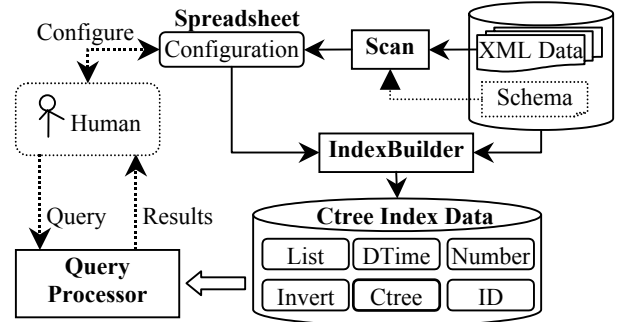 Spreadsheet
Configure
Configuration
Scan
XML Data
Schema
Human
IndexBuilder
Query
Results
Ctree Index Data
List
DTime
Number
Query
Processor
Invert
Ctree
ID